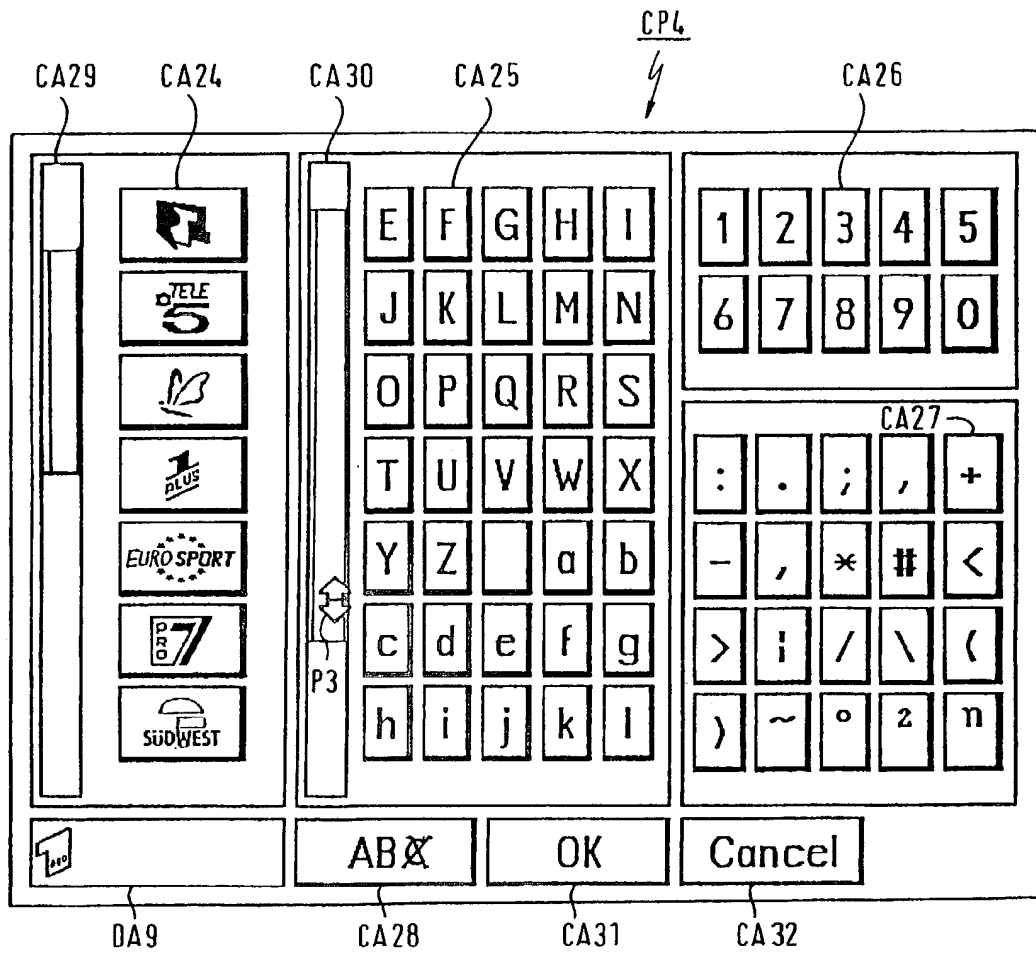 CP4
CA29 CA24 CA30 CA25 CA26
E F G H I
1 2 3 4 5
TELE 5
J K L M N
6 7 8 9 0
O P Q R S
CA27
1 PLUS
T U V W X
: . ; , +
EUROSPORT
Y Z a b
- , * # <
PRO 7
c d e f g
> ¦ / \ (
P3
SÜDWEST
h i j k l
) ~ ° ² ⁿ
ABC OK Cancel
DA9 CA28 CA31 CA32